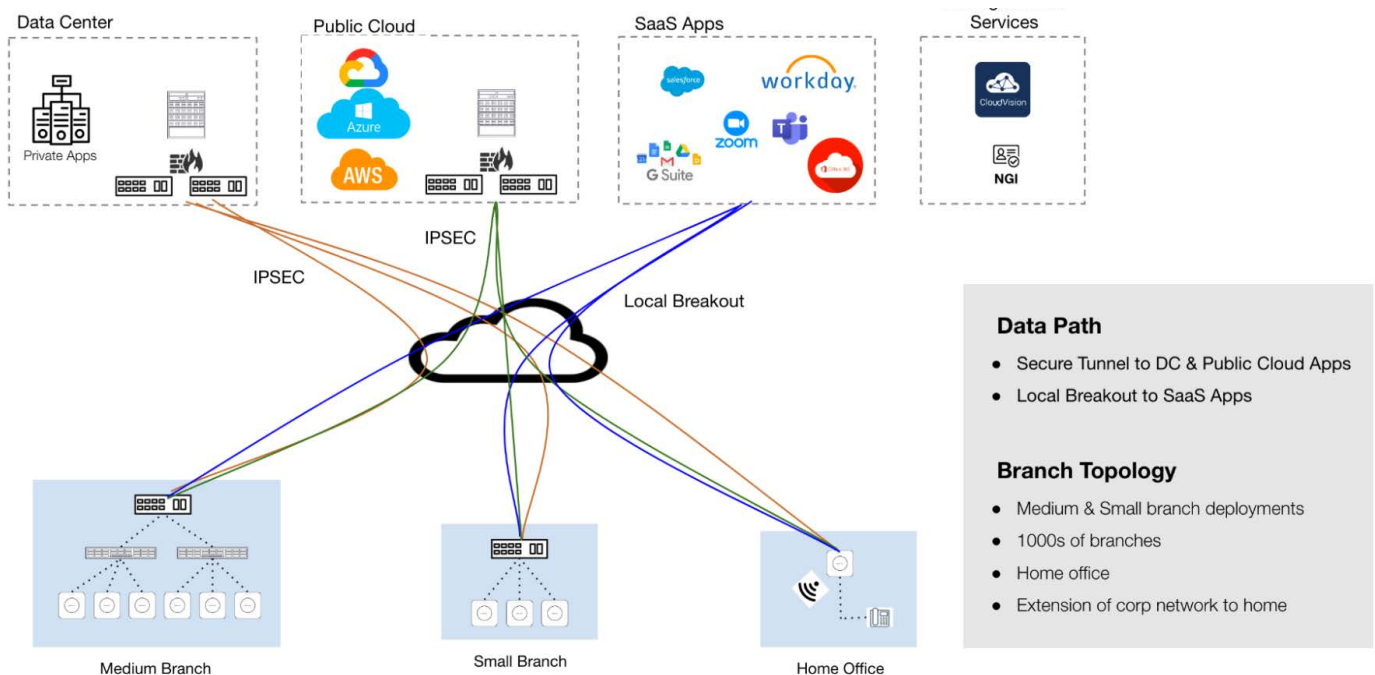 Data Center
Public Cloud
SaaS Apps
Services
Private Apps
Azure
AWS
salesforce
workday.
zoom
T
G Suite
31
Office 365
CloudVision
NGI
IPSEC
IPSEC
Local Breakout
Data Path
● Secure Tunnel to DC & Public Cloud Apps
● Local Breakout to SaaS Apps
Branch Topology
● Medium & Small branch deployments
● 1000s of branches
● Home office
● Extension of corp network to home
Medium Branch
Small Branch
Home Office